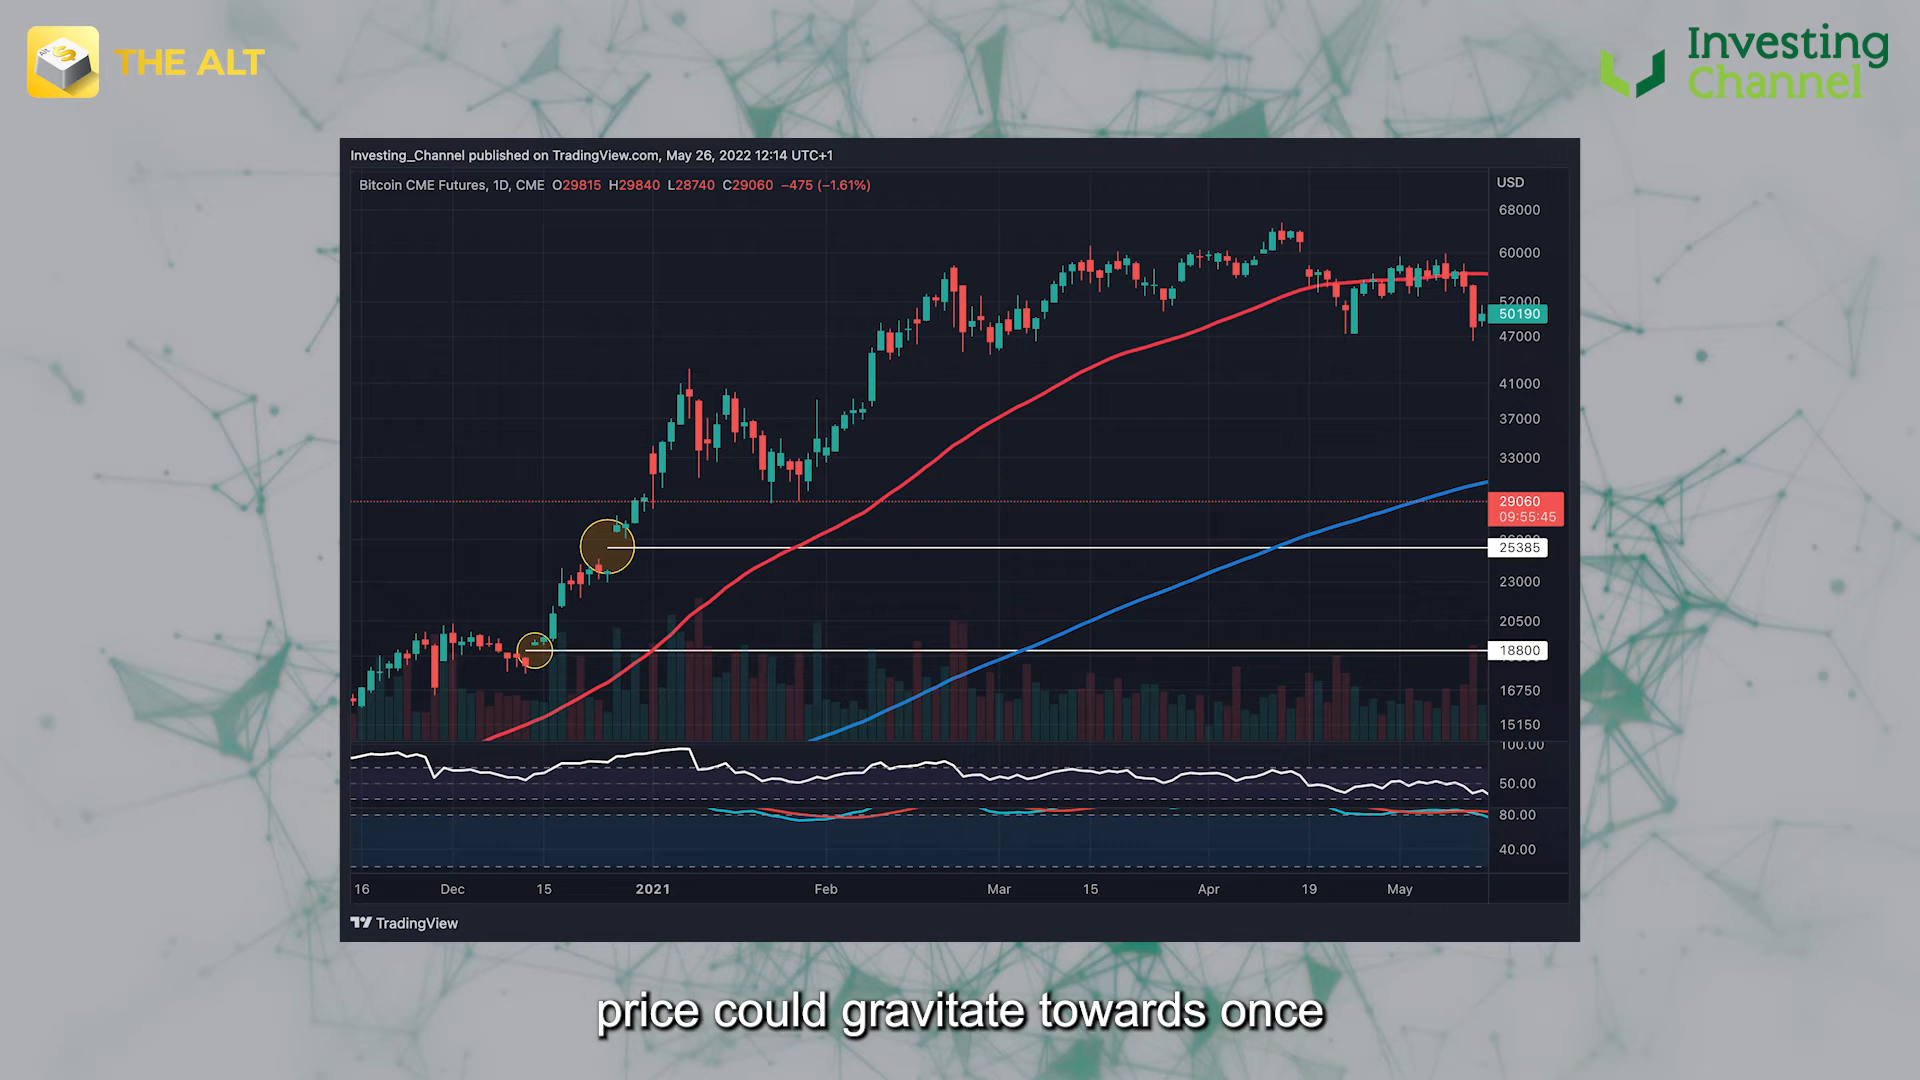 THE ALT
Investing
Channel
Investing_Channel published on TradingView.com, May 26, 2022 12:14 UTC+1
Bitcoin CME Futures, 1D, CME O29815 H29840 L28740 C29060 −475 (−1.61%)
USD
68000
60000
52000
50190
47000
41000
37000
33000
29060
09:55:45
25385
23000
20500
18800
16750
15150
100.00
50.00
80.00
40.00
16 Dec 15 2021 Feb Mar 15 Apr 19 May
TradingView
price could gravitate towards once